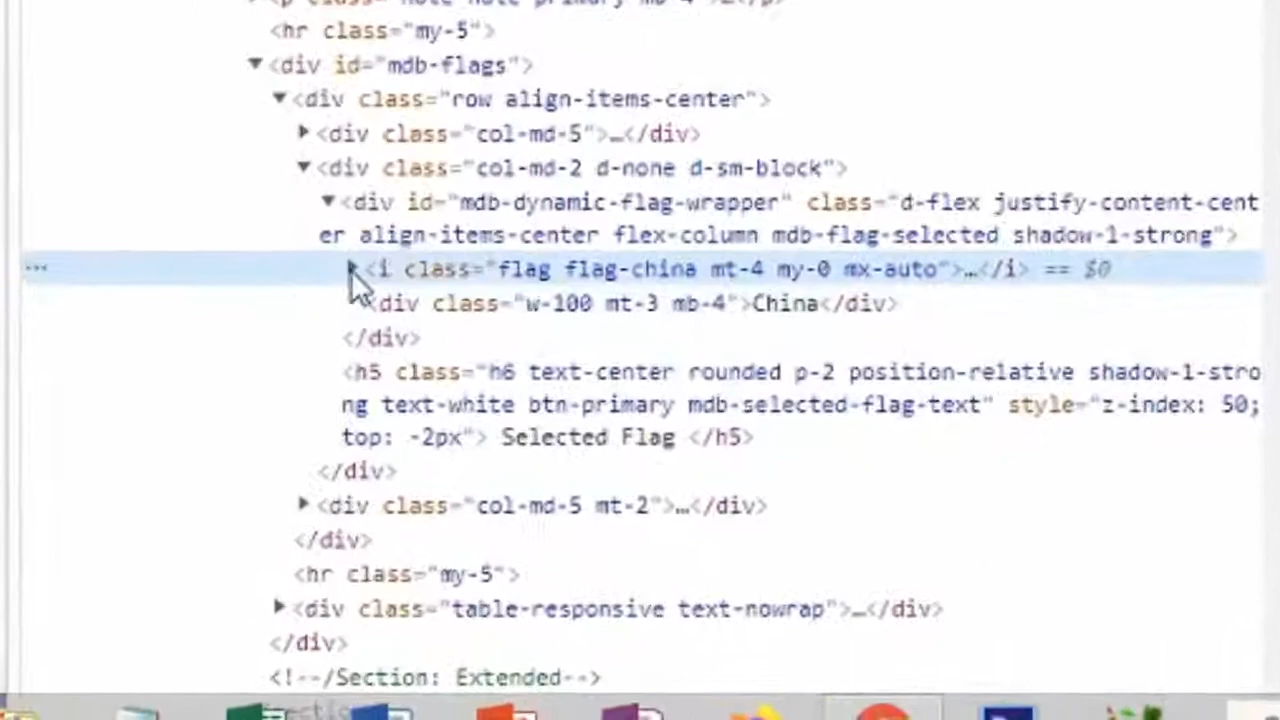 <p class="note note-primary mb-4">…</p>
<hr class="my-5">
<div id="mdb-flags">
<div class="row align-items-center">
<div class="col-md-5">…</div>
<div class="col-md-2 d-none d-sm-block">
<div id="mdb-dynamic-flag-wrapper" class="d-flex justify-content-cent
er align-items-center flex-column mdb-flag-selected shadow-1-strong">
<i class="flag flag-china mt-4 my-0 mx-auto">…</i> == $0
<div class="w-100 mt-3 mb-4">China</div>
</div>
<h5 class="h6 text-center rounded p-2 position-relative shadow-1-stro
ng text-white btn-primary mdb-selected-flag-text" style="z-index: 50;
top: -2px"> Selected Flag </h5>
</div>
<div class="col-md-5 mt-2">…</div>
</div>
<hr class="my-5">
<div class="table-responsive text-nowrap">…</div>
</div>
<!--/Section: Extended-->